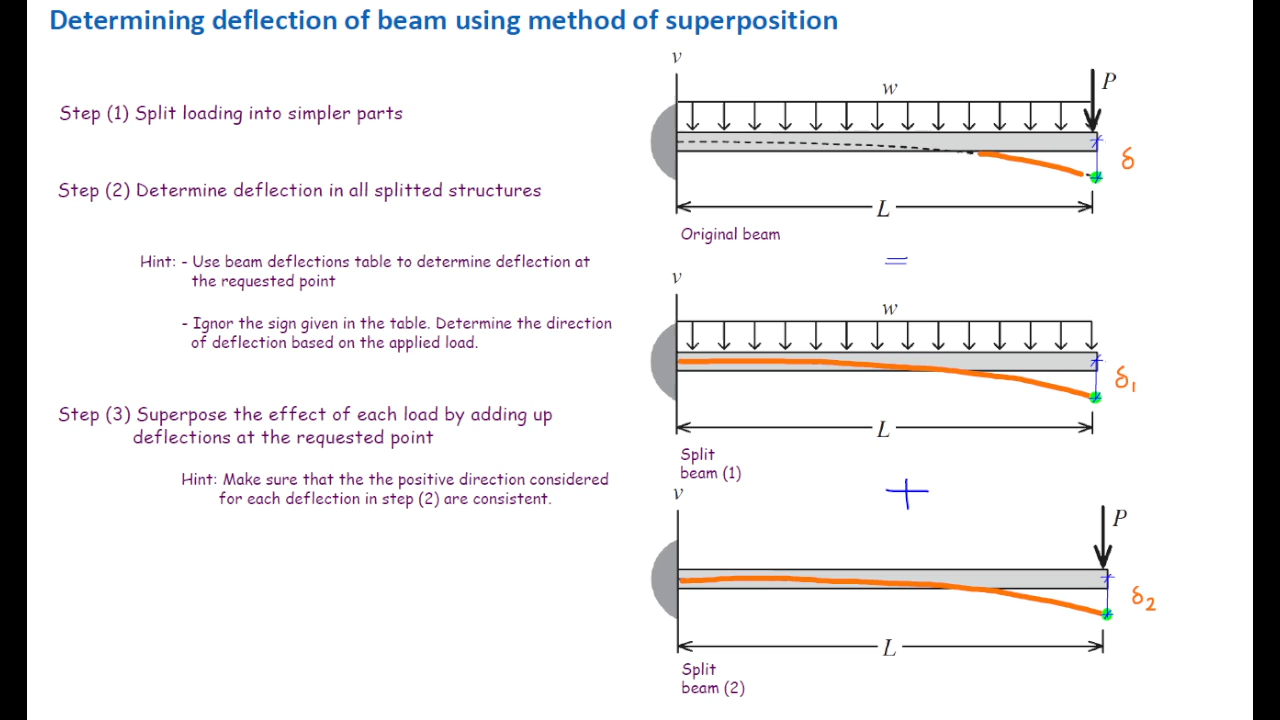 Determining deflection of beam using method of superposition
Step (1) Split loading into simpler parts
Step (2) Determine deflection in all splitted structures
Hint: - Use beam deflections table to determine deflection at
the requested point
- Ignor the sign given in the table. Determine the direction
of deflection based on the applied load.
Step (3) Superpose the effect of each load by adding up
deflections at the requested point
Hint: Make sure that the the positive direction considered
for each deflection in step (2) are consistent.
v
w
P
δ
L
Original beam
=
v
w
δ1
L
Split
beam (1)
+
v
P
δ2
L
Split
beam (2)